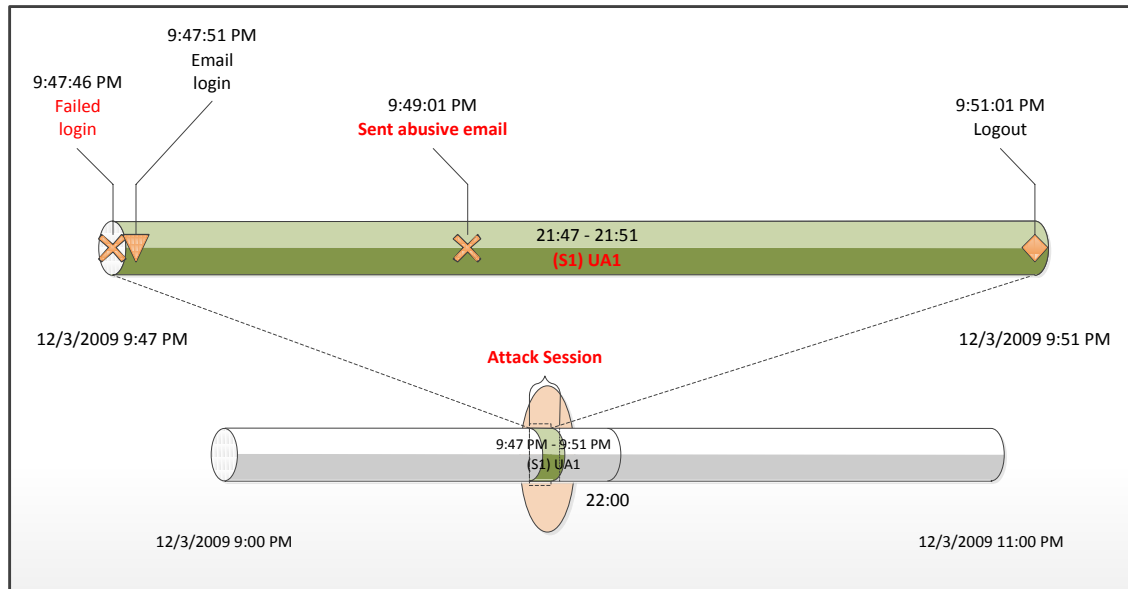 9:47:51 PM
Email
login
9:47:46 PM
Failed
login
9:49:01 PM
Sent abusive email
9:51:01 PM
Logout
21:47 - 21:51
(S1) UA1
12/3/2009 9:47 PM
12/3/2009 9:51 PM
Attack Session
9:47 PM - 9:51 PM
(S1) UA1
22:00
12/3/2009 9:00 PM
12/3/2009 11:00 PM